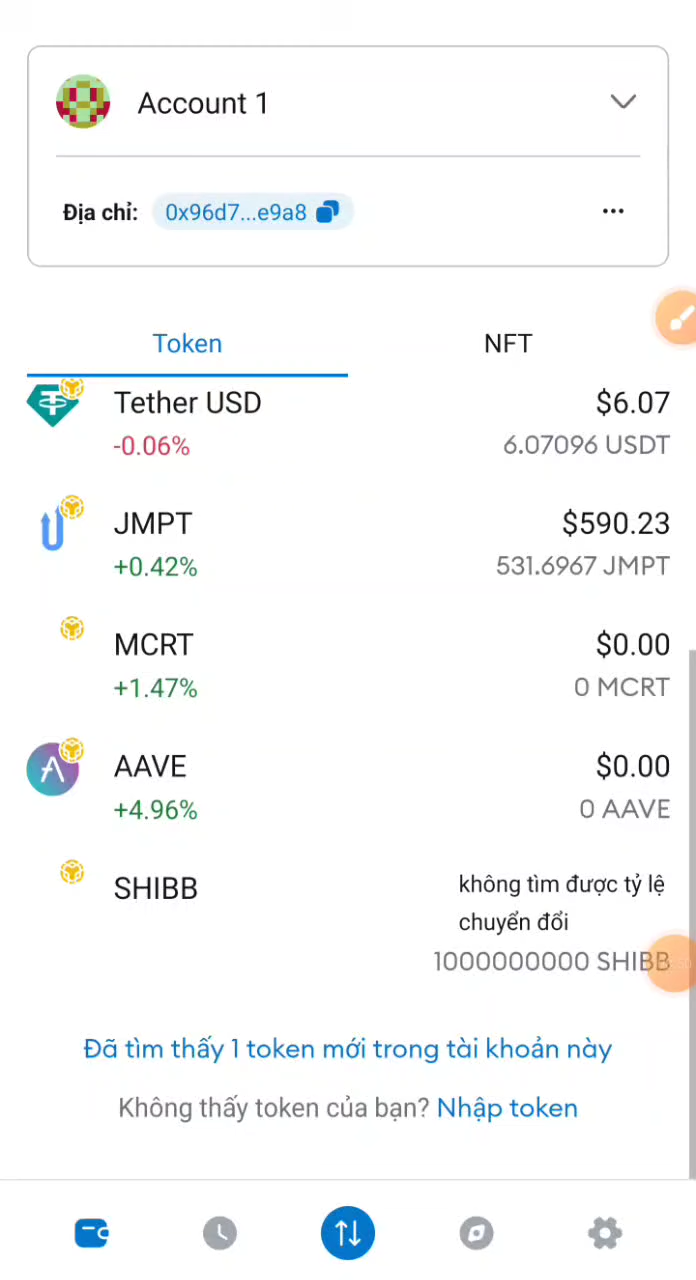 Account 1
Địa chỉ: 0x96d7...e9a8
Token NFT
Tether USD $6.07
-0.06% 6.07096 USDT
JMPT $590.23
+0.42% 531.6967 JMPT
MCRT $0.00
+1.47% 0 MCRT
AAVE $0.00
+4.96% 0 AAVE
SHIBB không tìm được tỷ lệ
chuyển đổi
1000000000 SHIBB
Đã tìm thấy 1 token mới trong tài khoản này
Không thấy token của bạn? Nhập token